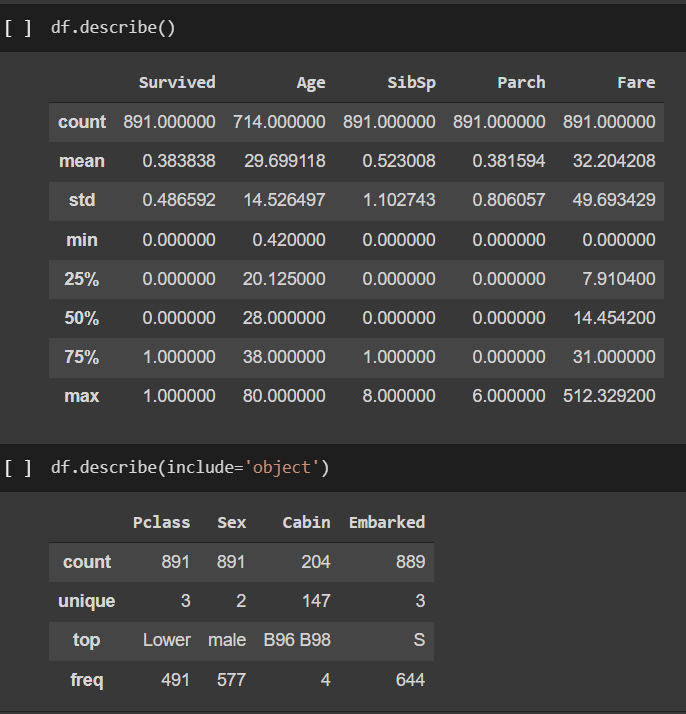 [ ] df.describe()
Survived Age SibSp Parch Fare
count 891.000000 714.000000 891.000000 891.000000 891.000000
mean 0.383838 29.699118 0.523008 0.381594 32.204208
std 0.486592 14.526497 1.102743 0.806057 49.693429
min 0.000000 0.420000 0.000000 0.000000 0.000000
25% 0.000000 20.125000 0.000000 0.000000 7.910400
50% 0.000000 28.000000 0.000000 0.000000 14.454200
75% 1.000000 38.000000 1.000000 0.000000 31.000000
max 1.000000 80.000000 8.000000 6.000000 512.329200
[ ] df.describe(include='object')
Pclass Sex Cabin Embarked
count 891 891 204 889
unique 3 2 147 3
top Lower male B96 B98 S
freq 491 577 4 644